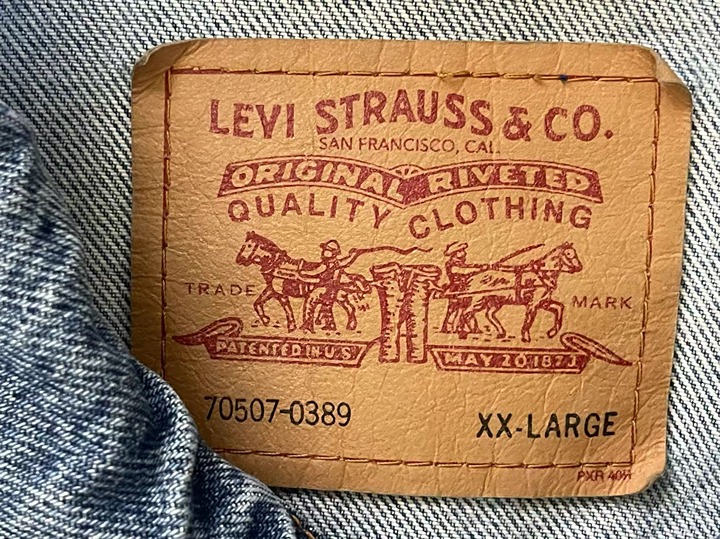 LEVI STRAUSS & CO.
SAN FRANCISCO, CAL.
ORIGINAL RIVETED
QUALITY CLOTHING
TRADE MARK
PATENTED IN U.S. MAY 20 1873
70507-0389 XX-LARGE
PXR